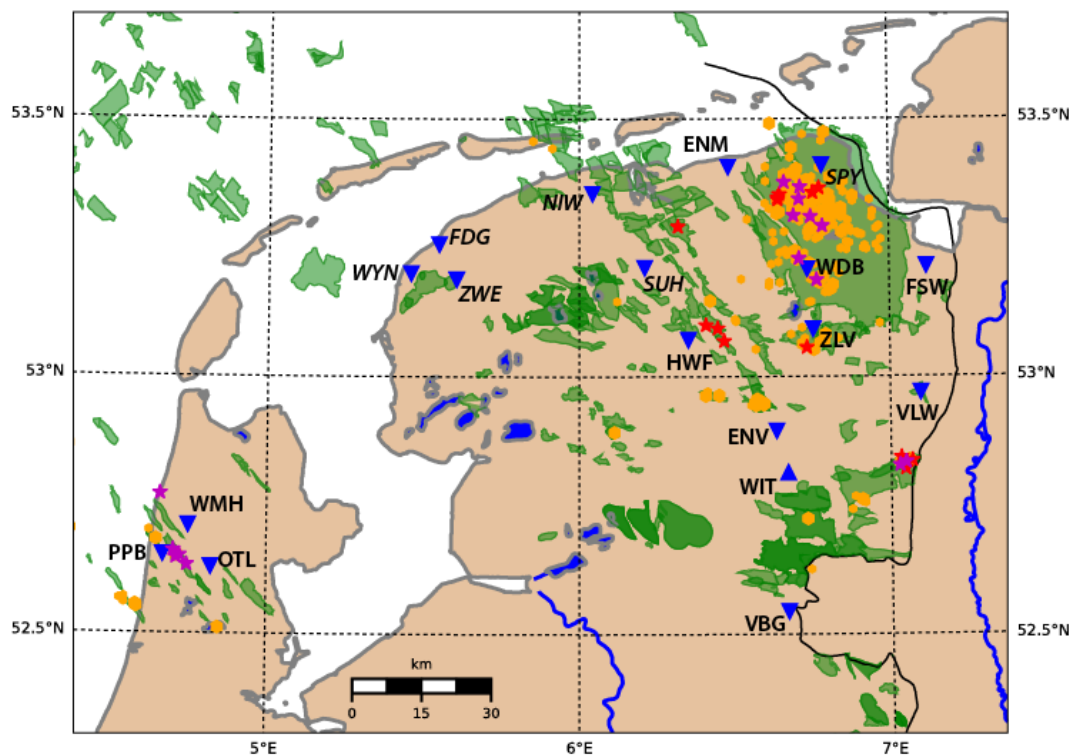 53.5°N
53.5°N
ENM
SPY
NIW
FDG
WYN
ZWE
SUH
WDB
FSW
ZLV
HWF
53°N
53°N
VLW
ENV
WIT
WMH
PPB
OTL
VBG
52.5°N
52.5°N
km
0 15 30
5°E
6°E
7°E